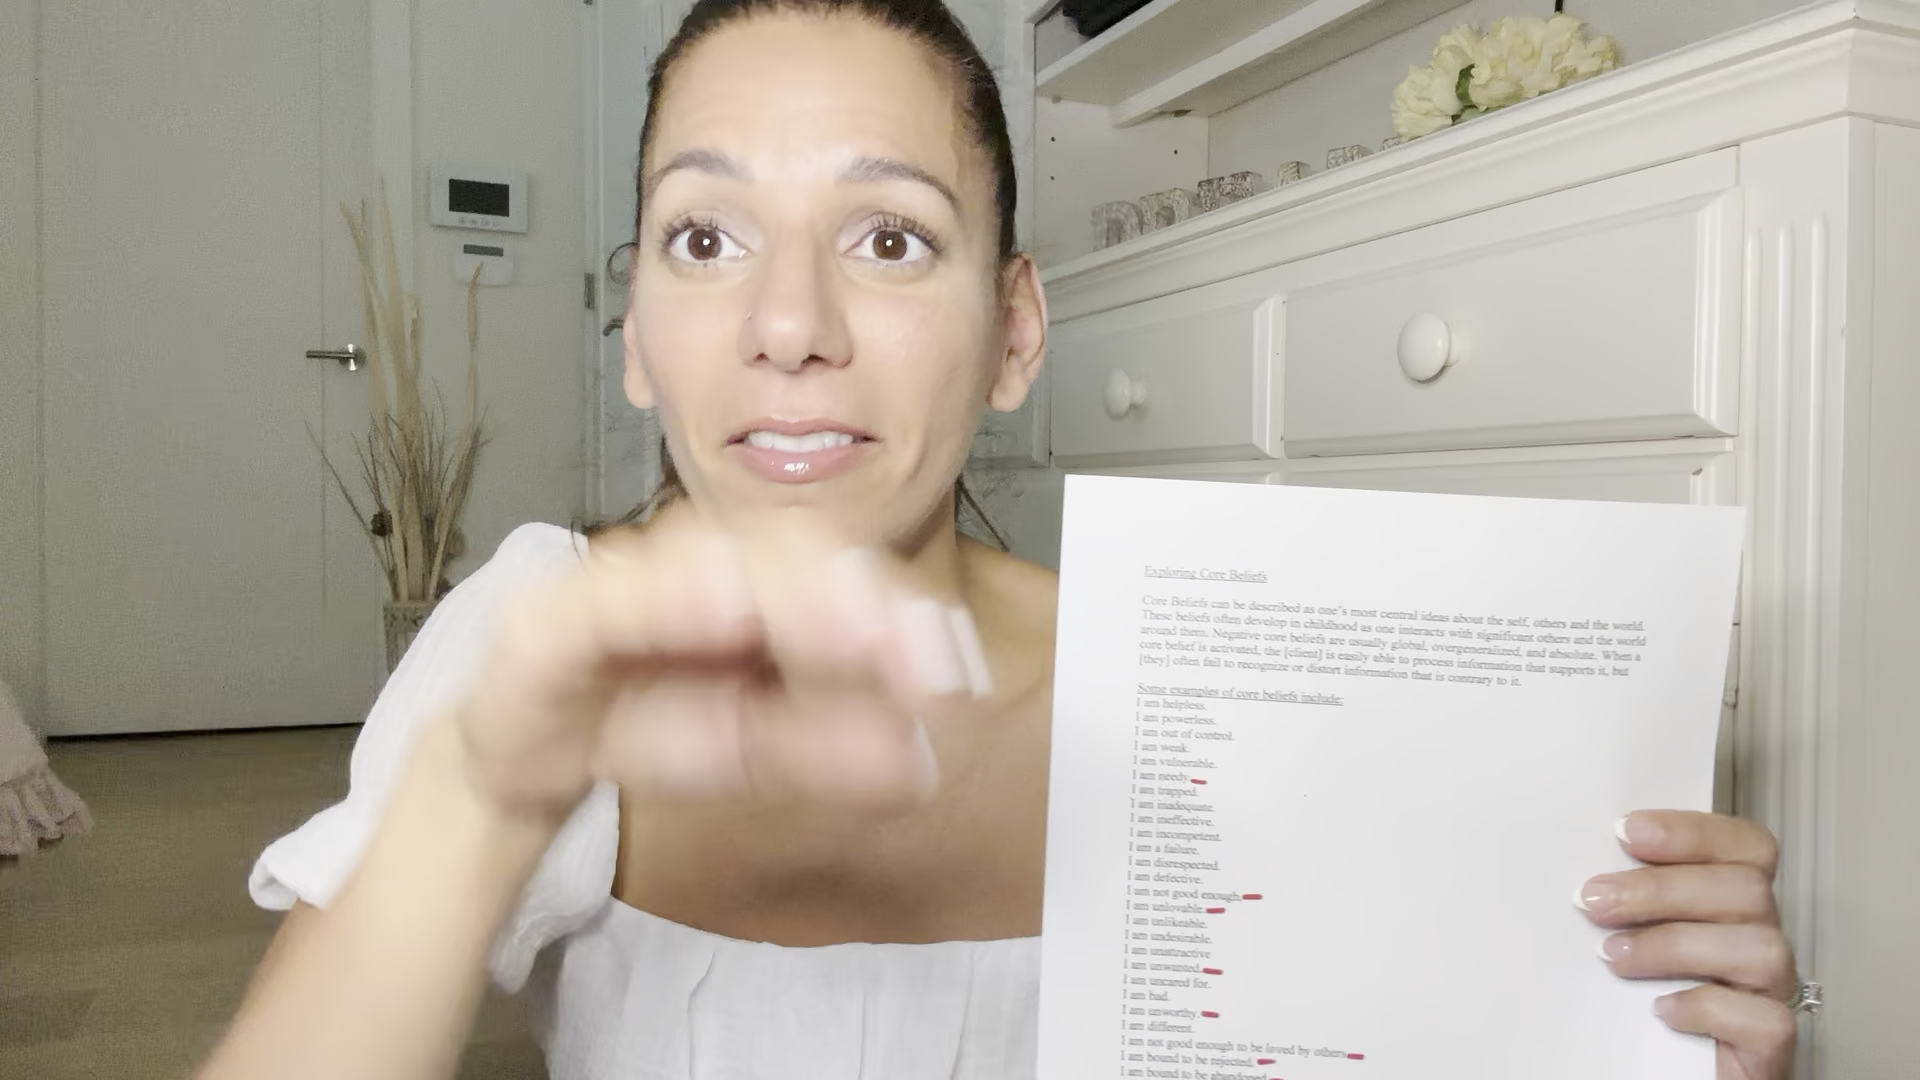 Exploring Core Beliefs
Core Beliefs can be described as one's most central ideas about the self, others and the world.
These beliefs often develop in childhood as one interacts with significant others and the world
around them. Negative core beliefs are usually global, overgeneralized, and absolute. When a
core belief is activated, the [client] is easily able to process information that supports it, but
[they] often fail to recognize or distort information that is contrary to it.
Some examples of core beliefs include:
I am helpless.
I am powerless.
I am out of control.
I am weak.
I am vulnerable.
I am needy
I am trapped.
I am inadequate.
I am ineffective.
I am incompetent.
I am a failure.
I am disrespected.
I am defective.
I am not good enough.
I am unlovable.
I am unlikeable.
I am undesirable.
I am unattractive
I am unwanted.
I am uncared for.
I am bad.
I am unworthy.
I am different.
I am not good enough to be loved by others.
I am bound to be rejected.
I am bound to be abandoned